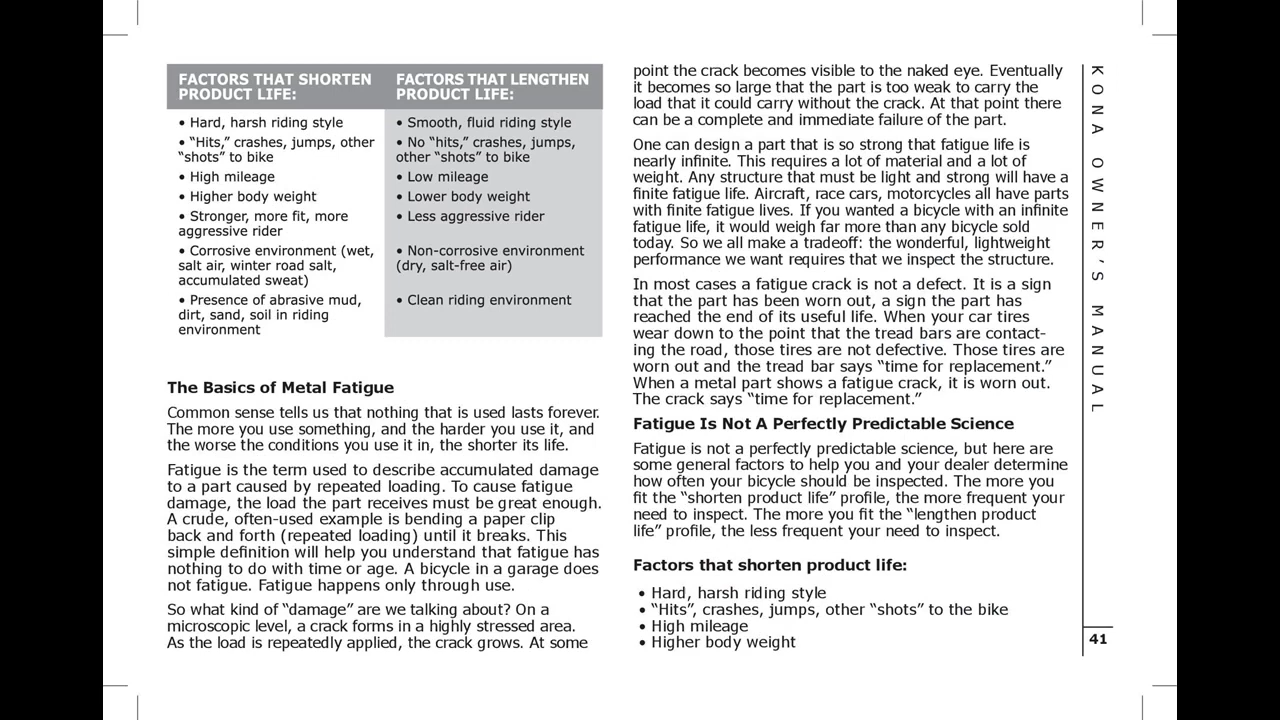 FACTORS THAT SHORTEN
PRODUCT LIFE:
FACTORS THAT LENGTHEN
PRODUCT LIFE:
• Hard, harsh riding style
• Smooth, fluid riding style
• “Hits,” crashes, jumps, other
“shots” to bike
• No “hits,” crashes, jumps,
other “shots” to bike
• High mileage
• Low mileage
• Higher body weight
• Lower body weight
• Stronger, more fit, more
aggressive rider
• Less aggressive rider
• Corrosive environment (wet,
salt air, winter road salt,
accumulated sweat)
• Non-corrosive environment
(dry, salt-free air)
• Presence of abrasive mud,
dirt, sand, soil in riding
environment
• Clean riding environment
The Basics of Metal Fatigue
Common sense tells us that nothing that is used lasts forever.
The more you use something, and the harder you use it, and
the worse the conditions you use it in, the shorter its life.
Fatigue is the term used to describe accumulated damage
to a part caused by repeated loading. To cause fatigue
damage, the load the part receives must be great enough.
A crude, often-used example is bending a paper clip
back and forth (repeated loading) until it breaks. This
simple definition will help you understand that fatigue has
nothing to do with time or age. A bicycle in a garage does
not fatigue. Fatigue happens only through use.
So what kind of “damage” are we talking about? On a
microscopic level, a crack forms in a highly stressed area.
As the load is repeatedly applied, the crack grows. At some
point the crack becomes visible to the naked eye. Eventually
it becomes so large that the part is too weak to carry the
load that it could carry without the crack. At that point there
can be a complete and immediate failure of the part.
One can design a part that is so strong that fatigue life is
nearly infinite. This requires a lot of material and a lot of
weight. Any structure that must be light and strong will have a
finite fatigue life. Aircraft, race cars, motorcycles all have parts
with finite fatigue lives. If you wanted a bicycle with an infinite
fatigue life, it would weigh far more than any bicycle sold
today. So we all make a tradeoff: the wonderful, lightweight
performance we want requires that we inspect the structure.
In most cases a fatigue crack is not a defect. It is a sign
that the part has been worn out, a sign the part has
reached the end of its useful life. When your car tires
wear down to the point that the tread bars are contact-
ing the road, those tires are not defective. Those tires are
worn out and the tread bar says “time for replacement.”
When a metal part shows a fatigue crack, it is worn out.
The crack says “time for replacement.”
Fatigue Is Not A Perfectly Predictable Science
Fatigue is not a perfectly predictable science, but here are
some general factors to help you and your dealer determine
how often your bicycle should be inspected. The more you
fit the “shorten product life” profile, the more frequent your
need to inspect. The more you fit the “lengthen product
life” profile, the less frequent your need to inspect.
Factors that shorten product life:
• Hard, harsh riding style
• “Hits”, crashes, jumps, other “shots” to the bike
• High mileage
• Higher body weight
KONA OWNER’S MANUAL
41